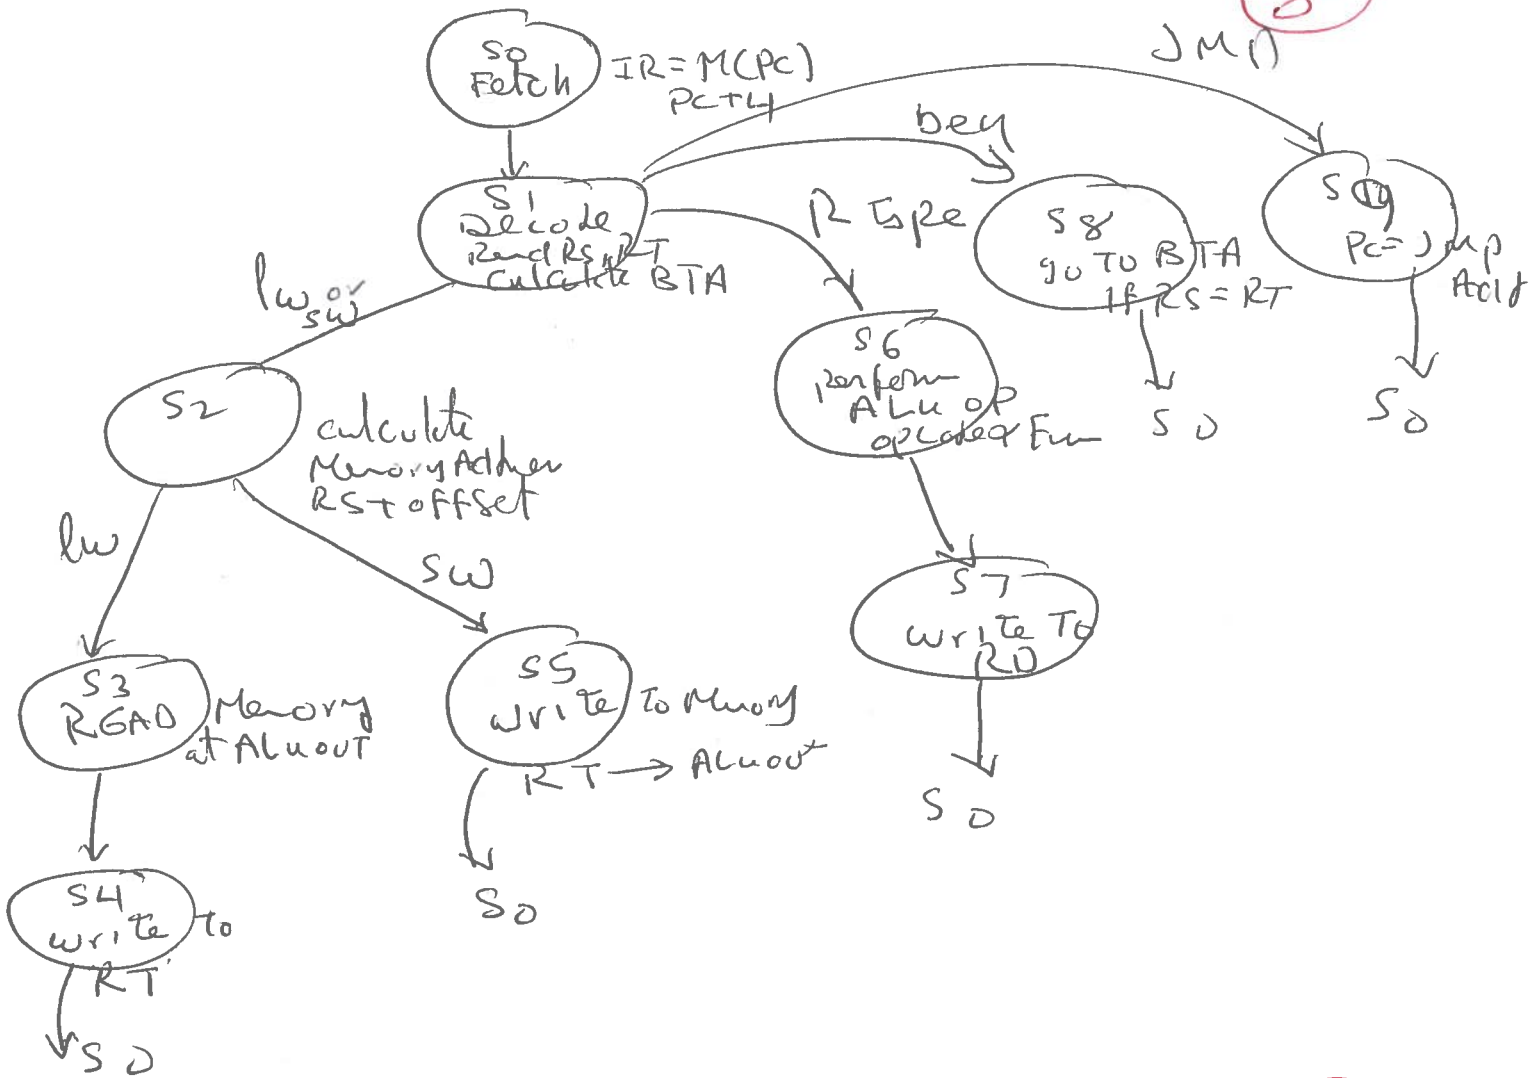 5
S0
Fetch
IR = M(PC)
PC+4
JMP
beq
S1
Decode
Read RS, RT
Calculate BTA
R Type
S8
go TO BTA
If RS = RT
S0
S9
PC = JMP
Add
S0
lw or
sw
S2
calculate
Memory
RS + offset
S6
perform
ALU OP
opcode & Fun
lw
sw
S7
write To
RD
S0
S3
READ Memory
at ALUOUT
S5
write To Memory
RT → ALUout
S0
S4
write to
RT
S0